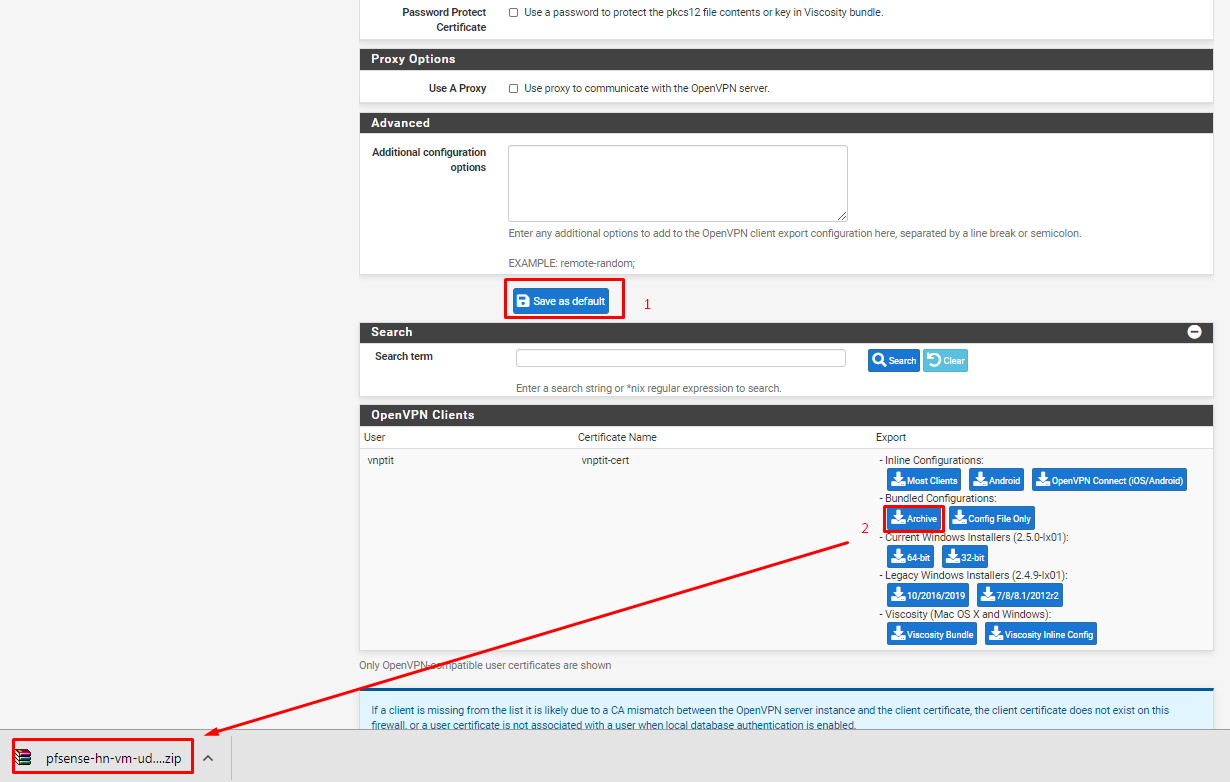 Password Protect
Certificate
Use a password to protect the pkcs12 file contents or key in Viscosity bundle.
Proxy Options
Use A Proxy
Use proxy to communicate with the OpenVPN server.
Advanced
Additional configuration
options
Enter any additional options to add to the OpenVPN client export configuration here, separated by a line break or semicolon.
EXAMPLE: remote-random;
Save as default
1
Search
Search term
Search
Clear
Enter a search string or *nix regular expression to search.
OpenVPN Clients
User Certificate Name Export
vnptit vnptit-cert
- Inline Configurations:
Most Clients Android OpenVPN Connect (iOS/Android)
- Bundled Configurations:
Archive Config File Only
2
- Current Windows Installers (2.5.0-Ix01):
64-bit 32-bit
- Legacy Windows Installers (2.4.9-Ix01):
10/2016/2019 7/8/8.1/2012r2
- Viscosity (Mac OS X and Windows):
Viscosity Bundle Viscosity Inline Config
Only OpenVPN-compatible user certificates are shown
If a client is missing from the list it is likely due to a CA mismatch between the OpenVPN server instance and the client certificate, the client certificate does not exist on this
firewall, or a user certificate is not associated with a user when local database authentication is enabled.
pfsense-hn-vm-ud....zip